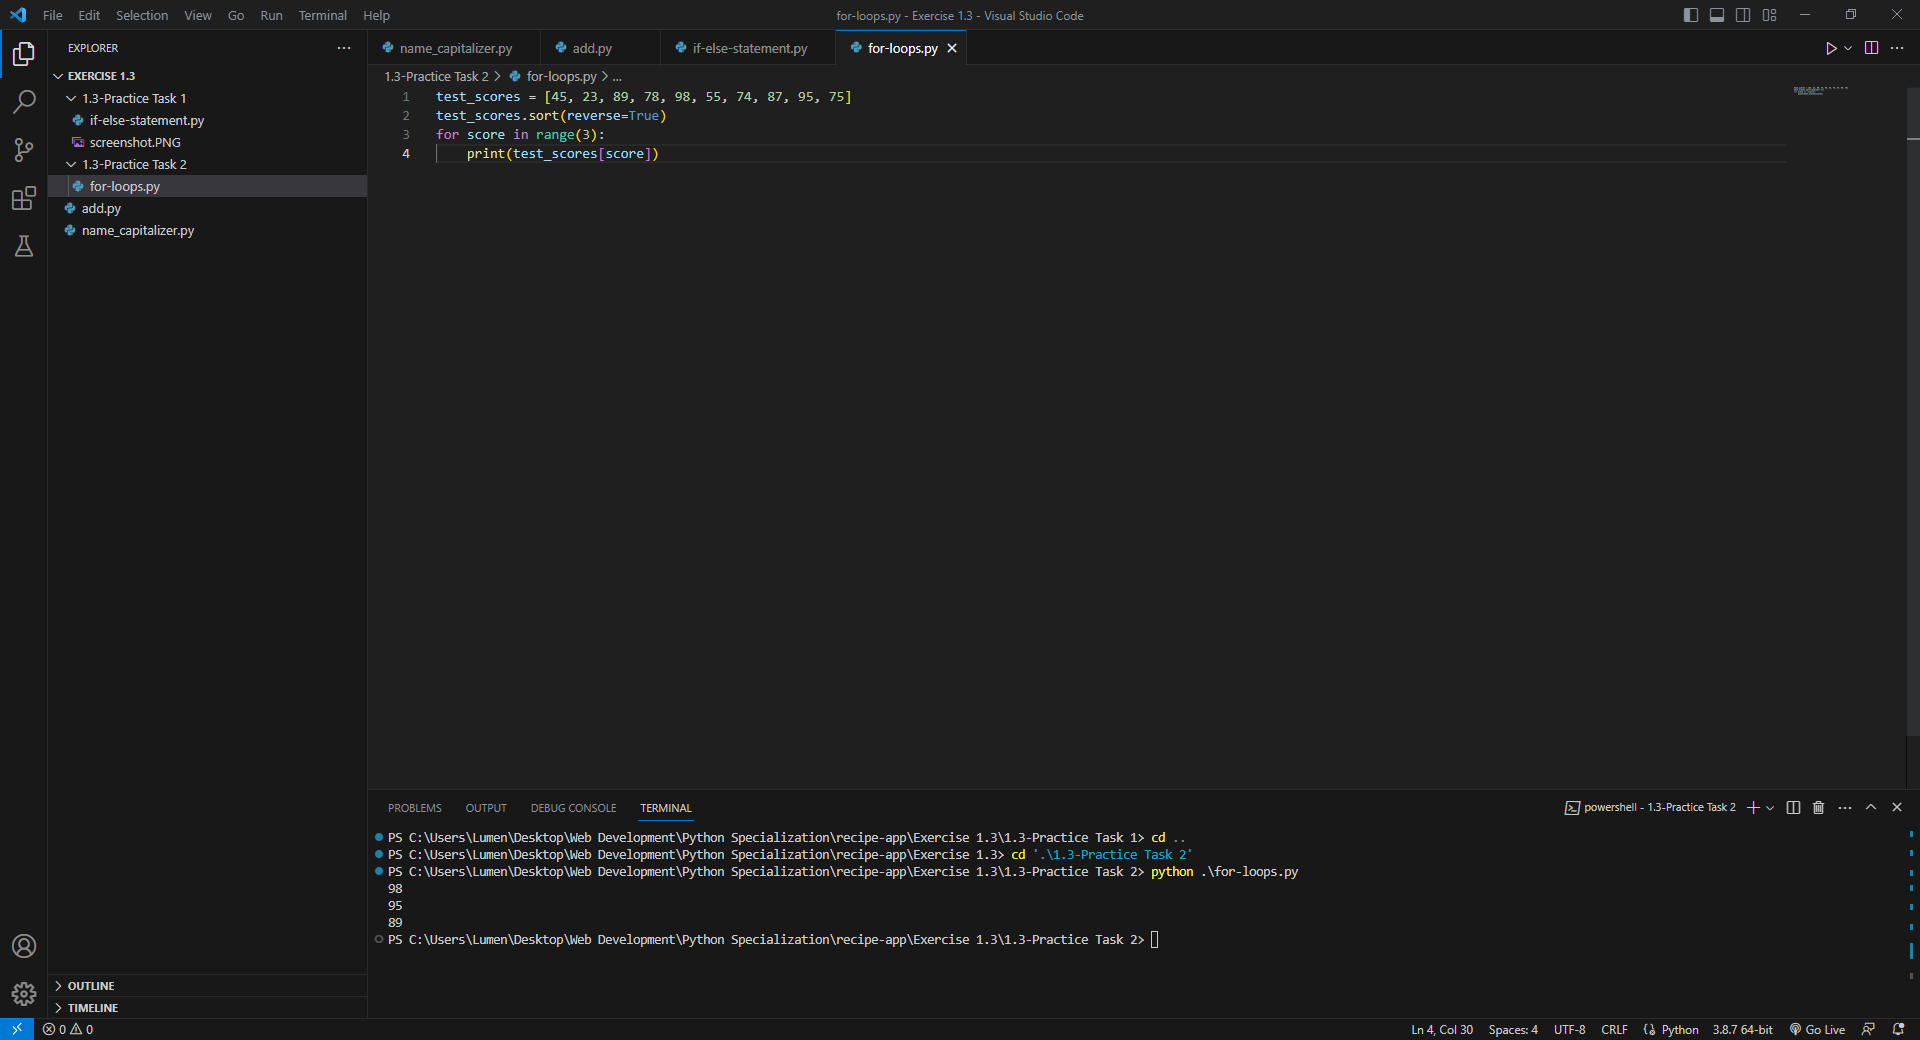 File Edit Selection View Go Run Terminal Help
for-loops.py - Exercise 1.3 - Visual Studio Code
EXPLORER
EXERCISE 1.3
1.3-Practice Task 1
if-else-statement.py
screenshot.PNG
1.3-Practice Task 2
for-loops.py
add.py
name_capitalizer.py
OUTLINE
TIMELINE
name_capitalizer.py add.py if-else-statement.py for-loops.py
1.3-Practice Task 2 > for-loops.py > ...
1 test_scores = [45, 23, 89, 78, 98, 55, 74, 87, 95, 75]
2 test_scores.sort(reverse=True)
3 for score in range(3):
4     print(test_scores[score])
PROBLEMS OUTPUT DEBUG CONSOLE TERMINAL
powershell - 1.3-Practice Task 2
PS C:\Users\Lumen\Desktop\Web Development\Python Specialization\recipe-app\Exercise 1.3\1.3-Practice Task 1> cd ..
PS C:\Users\Lumen\Desktop\Web Development\Python Specialization\recipe-app\Exercise 1.3> cd '.\1.3-Practice Task 2'
PS C:\Users\Lumen\Desktop\Web Development\Python Specialization\recipe-app\Exercise 1.3\1.3-Practice Task 2> python .\for-loops.py
98
95
89
PS C:\Users\Lumen\Desktop\Web Development\Python Specialization\recipe-app\Exercise 1.3\1.3-Practice Task 2>
0 0
Ln 4, Col 30 Spaces: 4 UTF-8 CRLF Python 3.8.7 64-bit Go Live